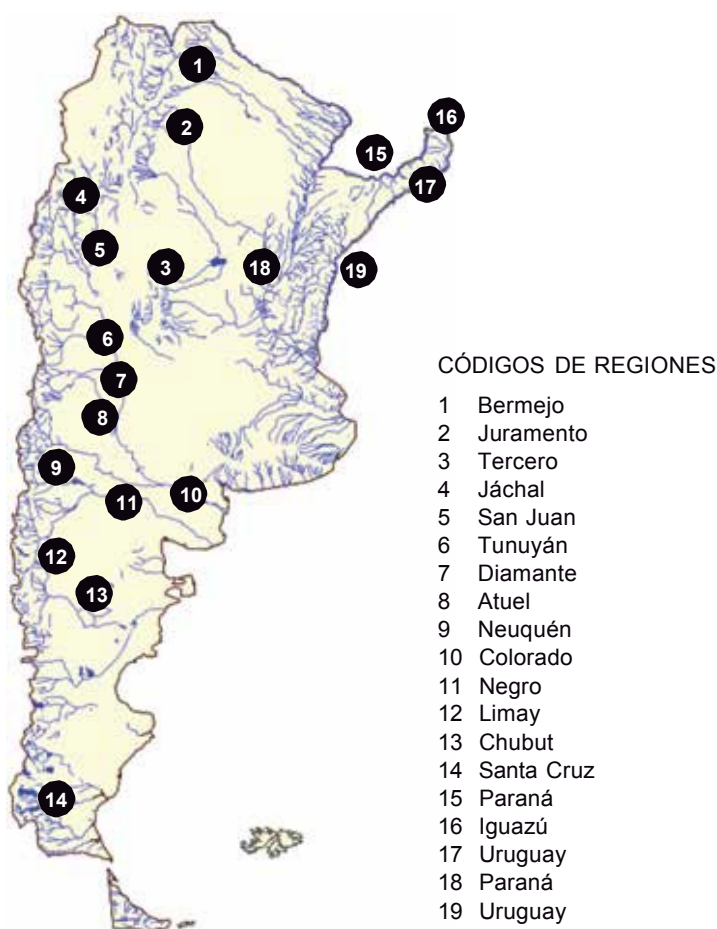 1
16
2
15
17
4
5
3
18
19
6
7
8
9
10
11
12
13
14
CÓDIGOS DE REGIONES
1 Bermejo
2 Juramento
3 Tercero
4 Jáchal
5 San Juan
6 Tunuyán
7 Diamante
8 Atuel
9 Neuquén
10 Colorado
11 Negro
12 Limay
13 Chubut
14 Santa Cruz
15 Paraná
16 Iguazú
17 Uruguay
18 Paraná
19 Uruguay